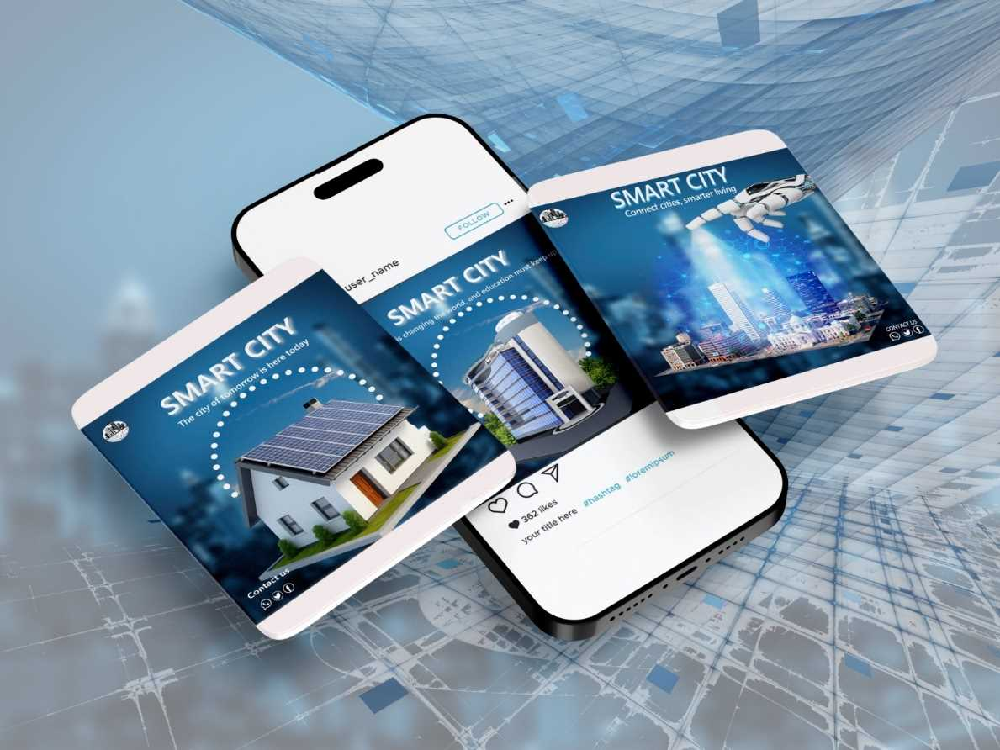 FOLLOW
user_name
SMART CITY
is changing the world, and education must keep up
362 likes
your title here #hashtag #loremipsum
SMART CITY
The city of tomorrow is here today
Contact us
SMART CITY
Connect cities, smarter living
CONTACT US